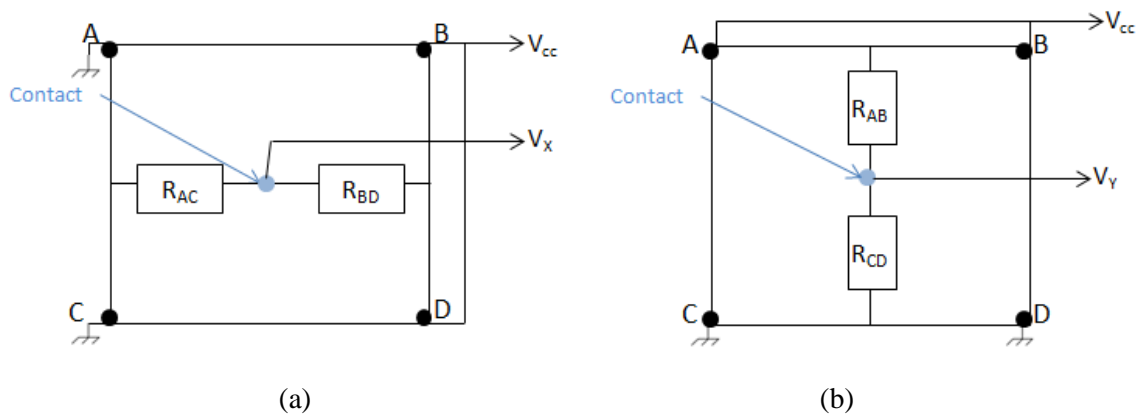 A
B
Vcc
Contact
VX
RAC
RBD
C
D
(a)
Vcc
A
B
Contact
RAB
VY
RCD
C
D
(b)